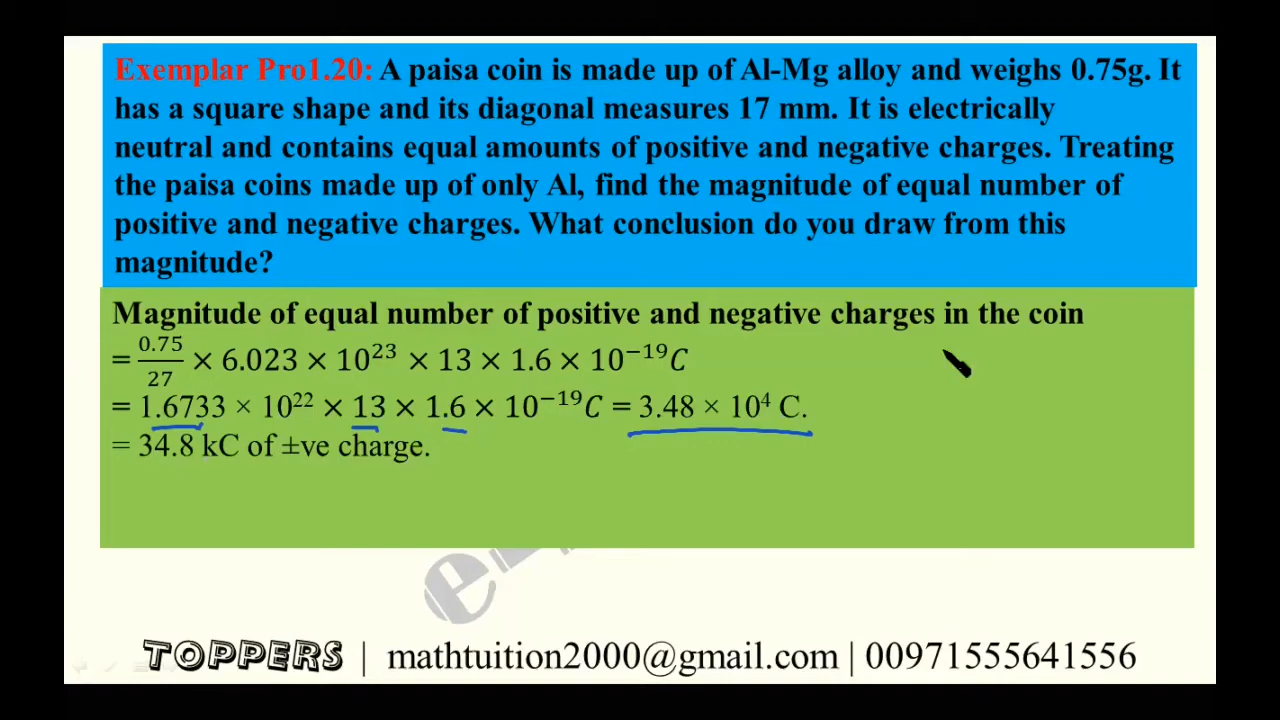 Exemplar Pro1.20: A paisa coin is made up of Al-Mg alloy and weighs 0.75g. It
has a square shape and its diagonal measures 17 mm. It is electrically
neutral and contains equal amounts of positive and negative charges. Treating
the paisa coins made up of only Al, find the magnitude of equal number of
positive and negative charges. What conclusion do you draw from this
magnitude?
Magnitude of equal number of positive and negative charges in the coin
= 0.75/27 × 6.023 × 10²³ × 13 × 1.6 × 10⁻¹⁹C
= 1.6733 × 10²² × 13 × 1.6 × 10⁻¹⁹C = 3.48 × 10⁴ C.
= 34.8 kC of ±ve charge.
TOPPERS | mathtuition2000@gmail.com | 00971555641556